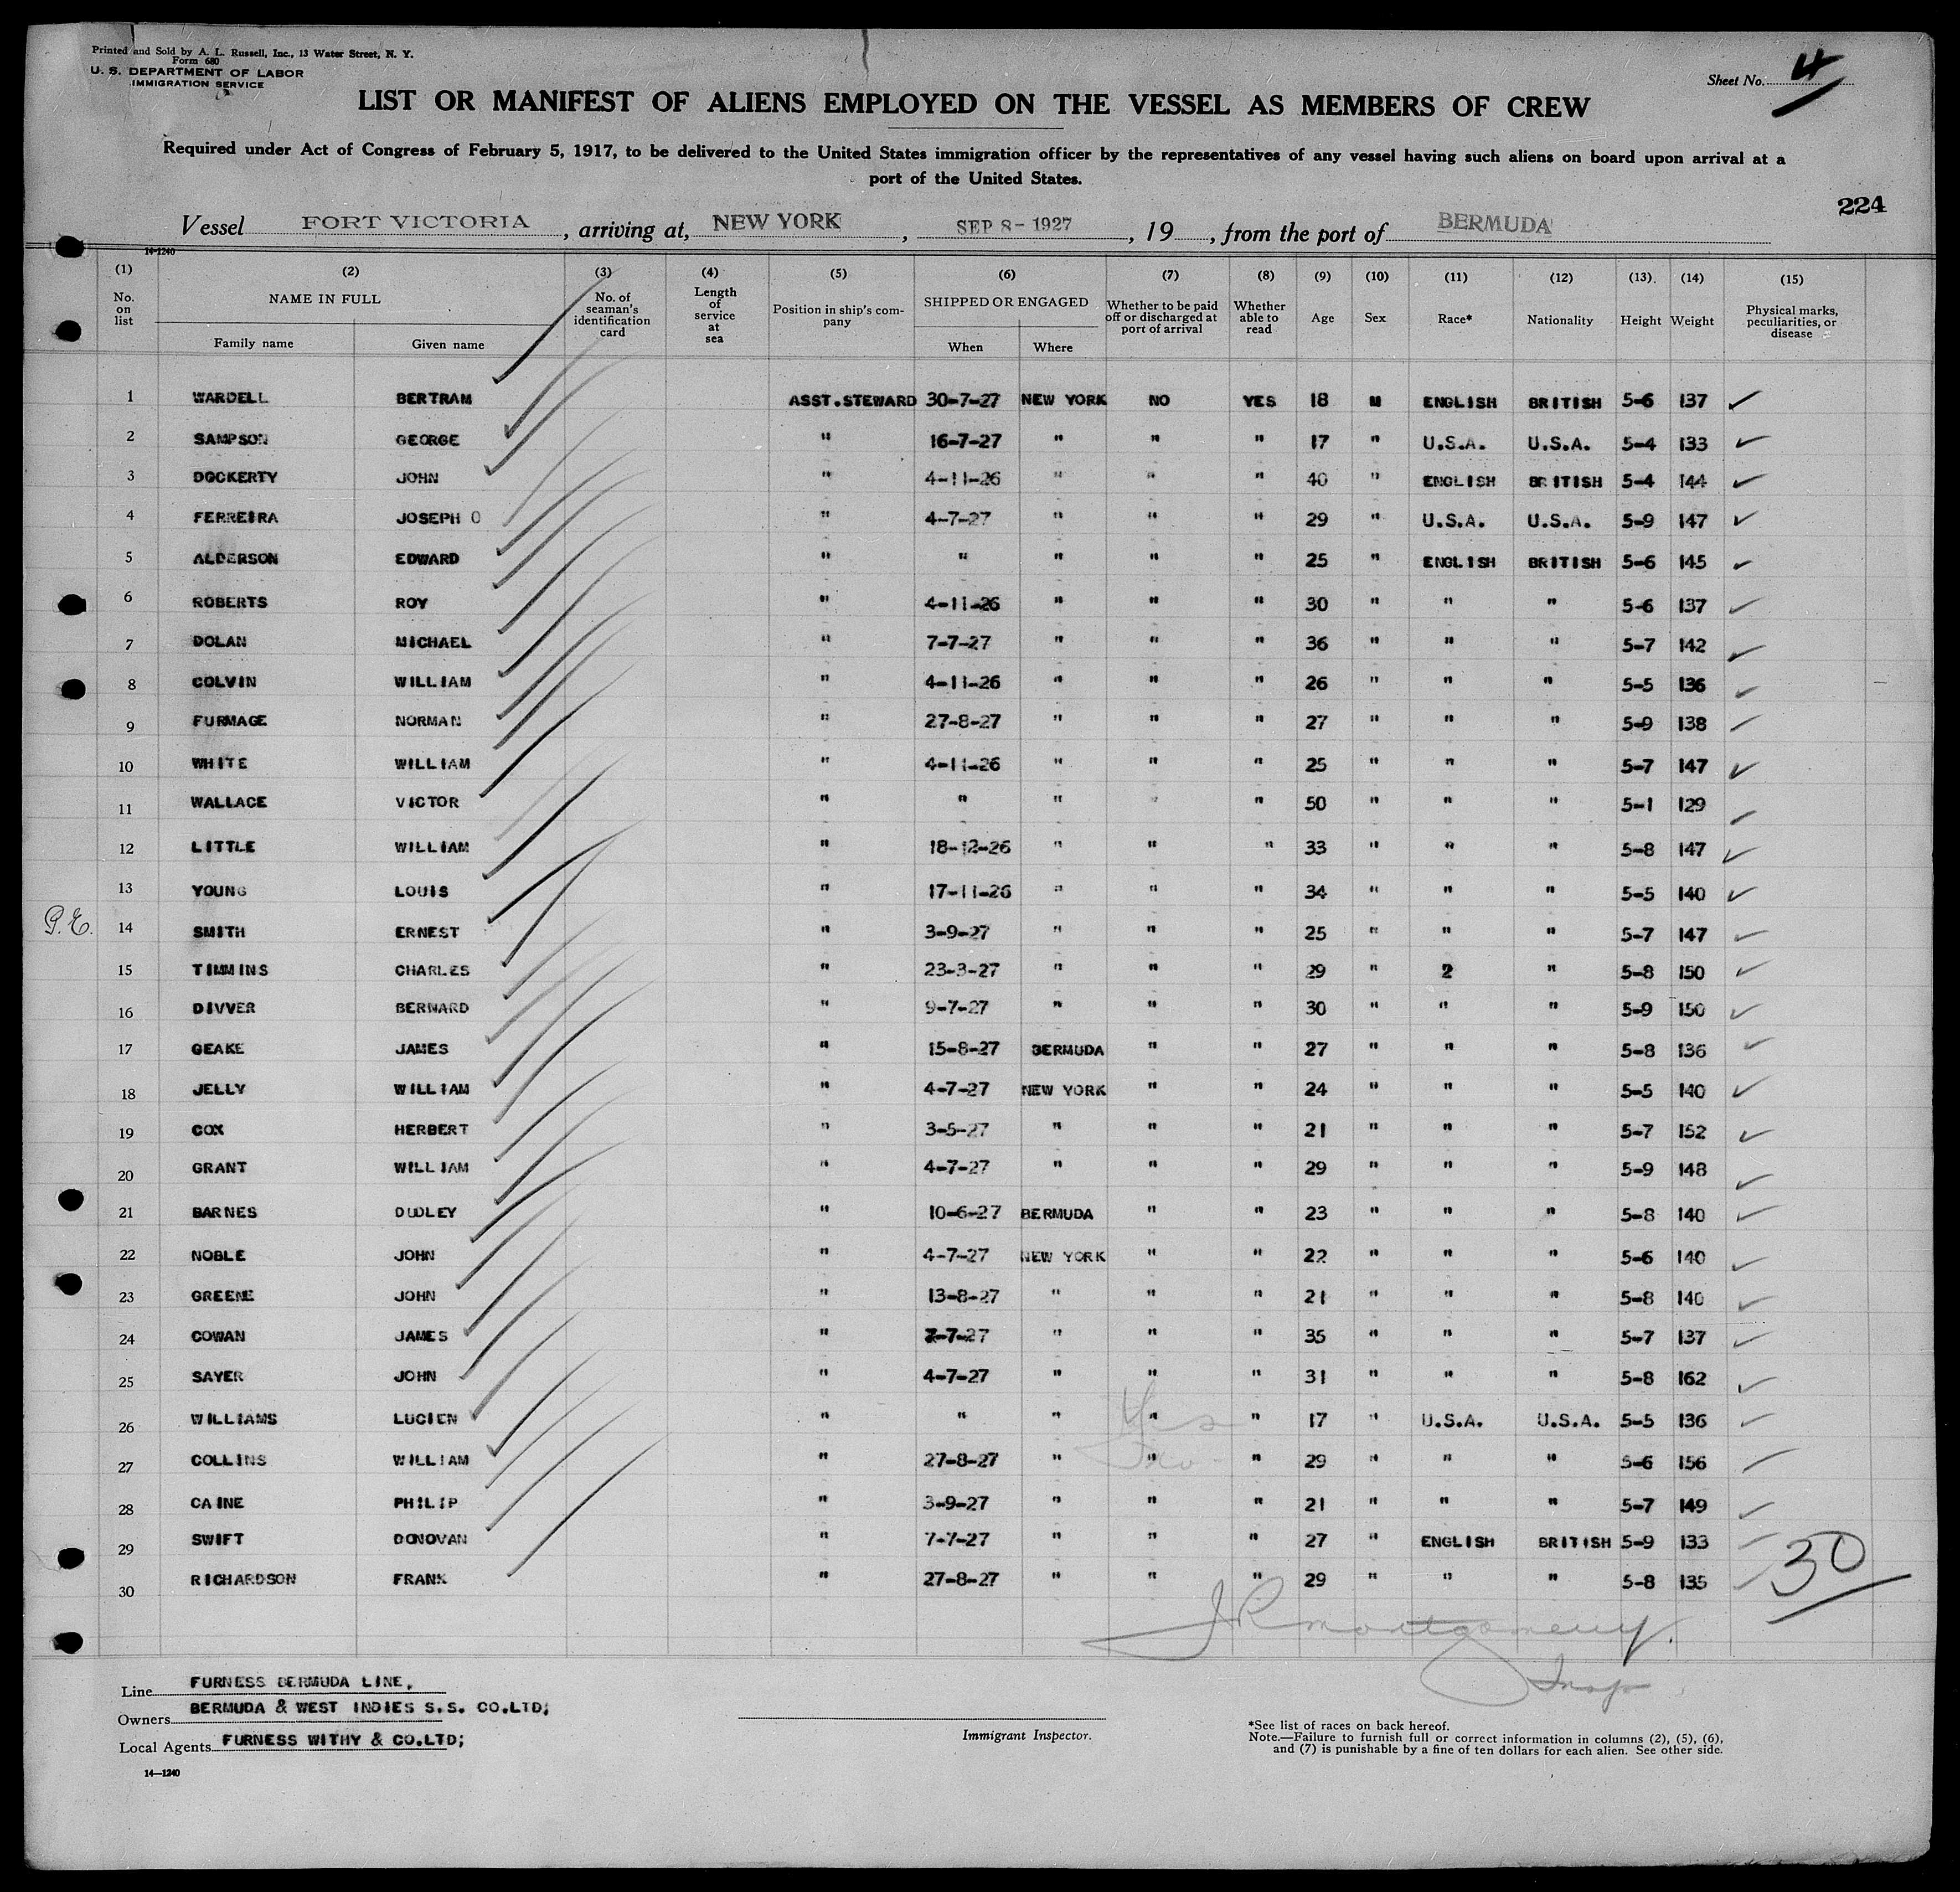 Printed and Sold by A. L. Russell, Inc., 13 Water Street, N. Y.
Form 680
U. S. DEPARTMENT OF LABOR
IMMIGRATION SERVICE
Sheet No. 4
LIST OR MANIFEST OF ALIENS EMPLOYED ON THE VESSEL AS MEMBERS OF CREW
Required under Act of Congress of February 5, 1917, to be delivered to the United States immigration officer by the representatives of any vessel having such aliens on board upon arrival at a
port of the United States.
224
Vessel FORT VICTORIA, arriving at, NEW YORK, SEP 8- 1927, 19, from the port of BERMUDA
14-1240
(1) (2) (3) (4) (5) (6) (7) (8) (9) (10) (11) (12) (13) (14) (15)
No. on list NAME IN FULL Family name Given name No. of seaman's identification card Length of service at sea Position in ship's company SHIPPED OR ENGAGED When Where Whether to be paid off or discharged at port of arrival Whether able to read Age Sex Race* Nationality Height Weight Physical marks, peculiarities, or disease
1 WARDELL BERTRAM ASST.STEWARD 30-7-27 NEW YORK NO YES 18 M ENGLISH BRITISH 5-6 137
2 SAMPSON GEORGE " 16-7-27 " " " 17 " U.S.A. U.S.A. 5-4 133
3 DOCKERTY JOHN " 4-11-26 " " " 40 " ENGLISH BRITISH 5-4 144
4 FERREIRA JOSEPH O " 4-7-27 " " " 29 " U.S.A. U.S.A. 5-9 147
5 ALDERSON EDWARD " " " " " 25 " ENGLISH BRITISH 5-6 145
6 ROBERTS ROY " 4-11-26 " " " 30 " " " 5-6 137
7 DOLAN MICHAEL " 7-7-27 " " " 36 " " " 5-7 142
8 COLVIN WILLIAM " 4-11-26 " " " 26 " " " 5-5 136
9 FURMAGE NORMAN " 27-8-27 " " " 27 " " " 5-9 138
10 WHITE WILLIAM " 4-11-26 " " " 25 " " " 5-7 147
11 WALLACE VICTOR " " " " " 50 " " " 5-1 129
12 LITTLE WILLIAM " 18-12-26 " " " 33 " " " 5-8 147
13 YOUNG LOUIS " 17-11-26 " " " 34 " " " 5-5 140
P.E. 14 SMITH ERNEST " 3-9-27 " " " 25 " " " 5-7 147
15 TIMMINS CHARLES " 23-3-27 " " " 29 " 2 " 5-8 150
16 DIVVER BERNARD " 9-7-27 " " " 30 " " " 5-9 150
17 GEAKE JAMES " 15-8-27 BERMUDA " " 27 " " " 5-8 136
18 JELLY WILLIAM " 4-7-27 NEW YORK " " 24 " " " 5-5 140
19 COX HERBERT " 3-5-27 " " " 21 " " " 5-7 152
20 GRANT WILLIAM " 4-7-27 " " " 29 " " " 5-9 148
21 BARNES DUDLEY " 10-6-27 BERMUDA " " 23 " " " 5-8 140
22 NOBLE JOHN " 4-7-27 NEW YORK " " 22 " " " 5-6 140
23 GREENE JOHN " 13-8-27 " " " 21 " " " 5-8 140
24 COWAN JAMES " 7-7-27 " " " 35 " " " 5-7 137
25 SAYER JOHN " 4-7-27 " " " 31 " " " 5-8 162
26 WILLIAMS LUCIEN " " " " Yes " 17 " U.S.A. U.S.A. 5-5 136
27 COLLINS WILLIAM " 27-8-27 " " " 29 " " " 5-6 156
28 CAINE PHILIP " 3-9-27 " " " 21 " " " 5-7 149
29 SWIFT DONOVAN " 7-7-27 " " " 27 " ENGLISH BRITISH 5-9 133
30 RICHARDSON FRANK " 27-8-27 " " " 29 " " " 5-8 135
30
J R Montgomery
Insp
Line FURNESS BERMUDA LINE,
Owners BERMUDA & WEST INDIES S.S. CO.LTD;
Local Agents FURNESS WITHY & CO.LTD;
14—1240
Immigrant Inspector.
*See list of races on back hereof.
Note.—Failure to furnish full or correct information in columns (2), (5), (6),
and (7) is punishable by a fine of ten dollars for each alien. See other side.